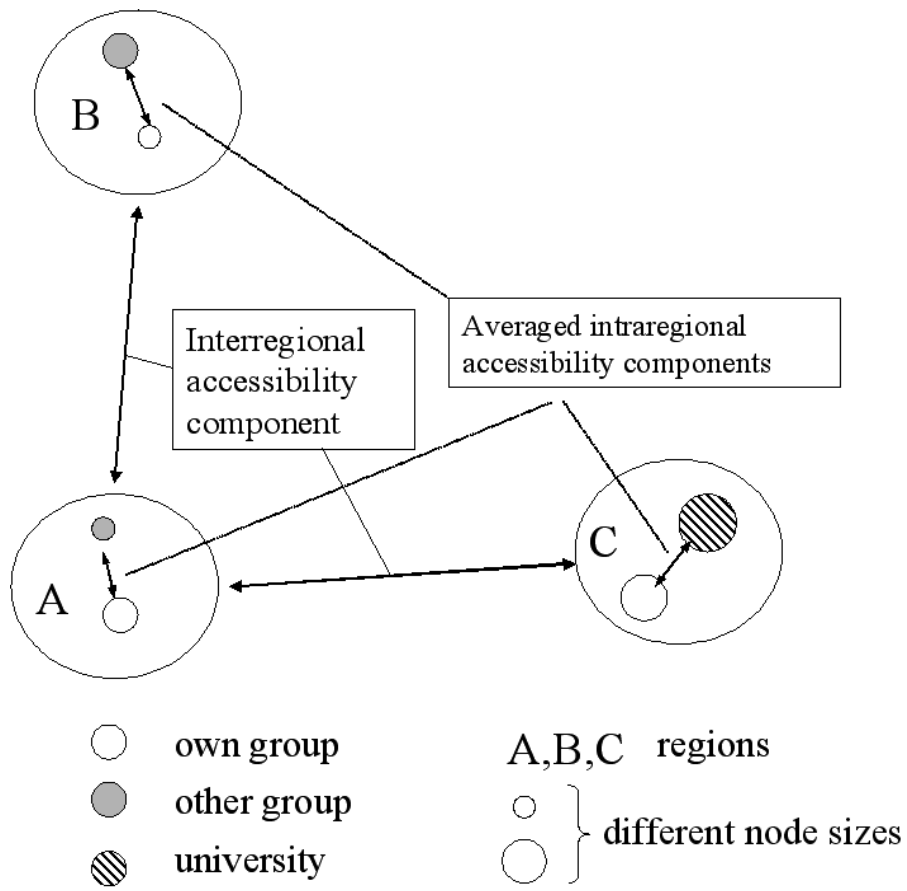 B
Interregional
accessibility
component
Averaged intraregional
accessibility components
A
C
own group
other group
university
A,B,C regions
different node sizes